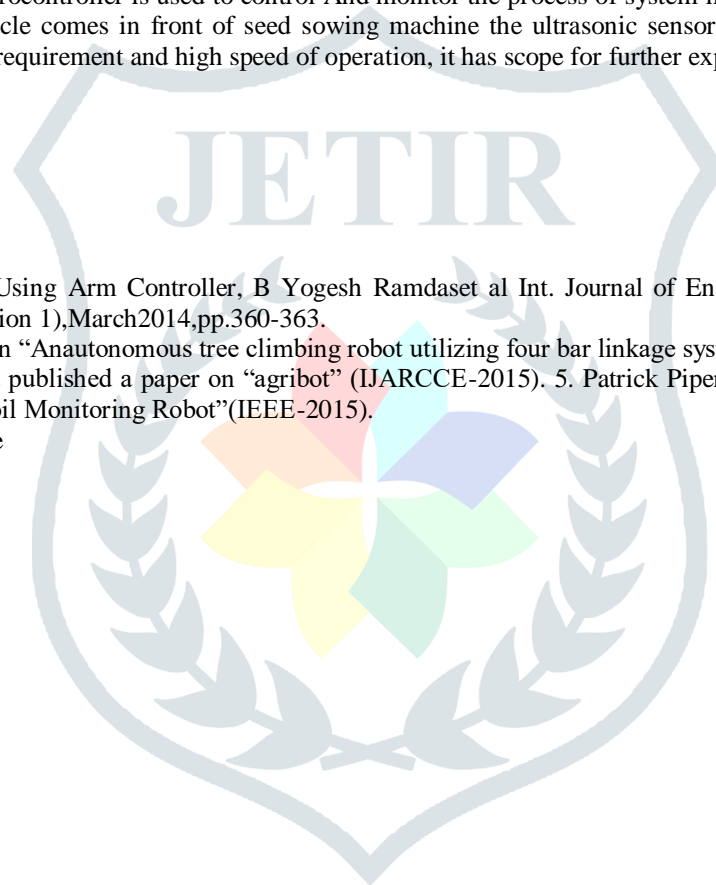 rocontroller is used to control And monitor the process of system m
cle comes in front of seed sowing machine the ultrasonic sensor
requirement and high speed of operation, it has scope for further exp
JETIR
Using Arm Controller, B Yogesh Ramdaset al Int. Journal of En
ion 1),March2014,pp.360-363.
n “Anautonomous tree climbing robot utilizing four bar linkage sys
published a paper on “agribot” (IJARCCE-2015). 5. Patrick Piper
oil Monitoring Robot”(IEEE-2015).
e